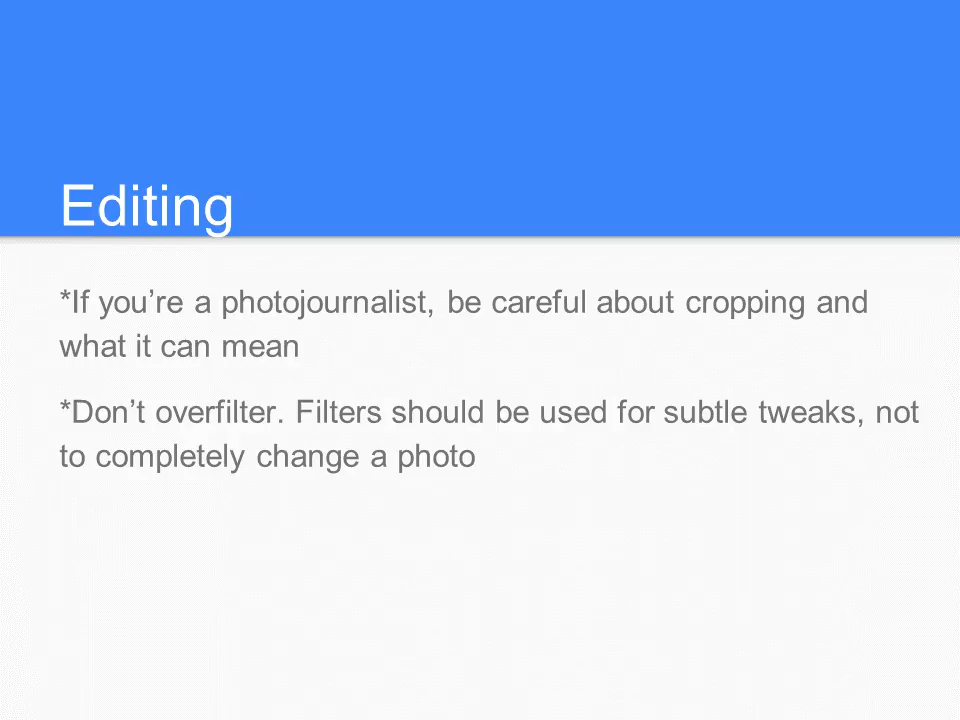 Editing
*If you’re a photojournalist, be careful about cropping and
what it can mean
*Don’t overfilter. Filters should be used for subtle tweaks, not
to completely change a photo